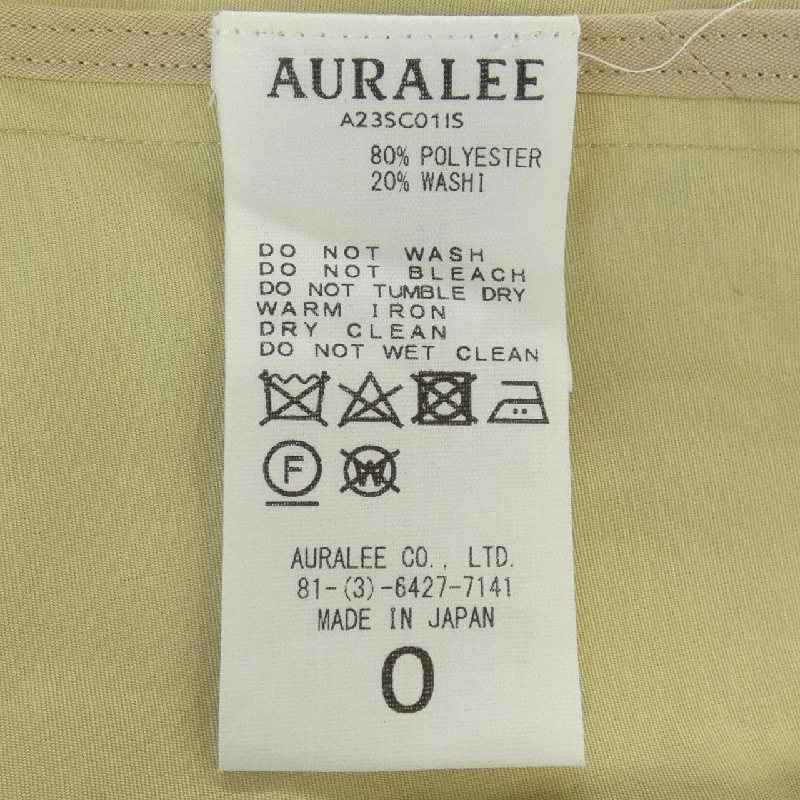 AURALEE
A23SC01IS
80% POLYESTER
20% WASHI
DO NOT WASH
DO NOT BLEACH
DO NOT TUMBLE DRY
WARM IRON
DRY CLEAN
DO NOT WET CLEAN
F W
AURALEE CO., LTD.
81-(3)-6427-7141
MADE IN JAPAN
0